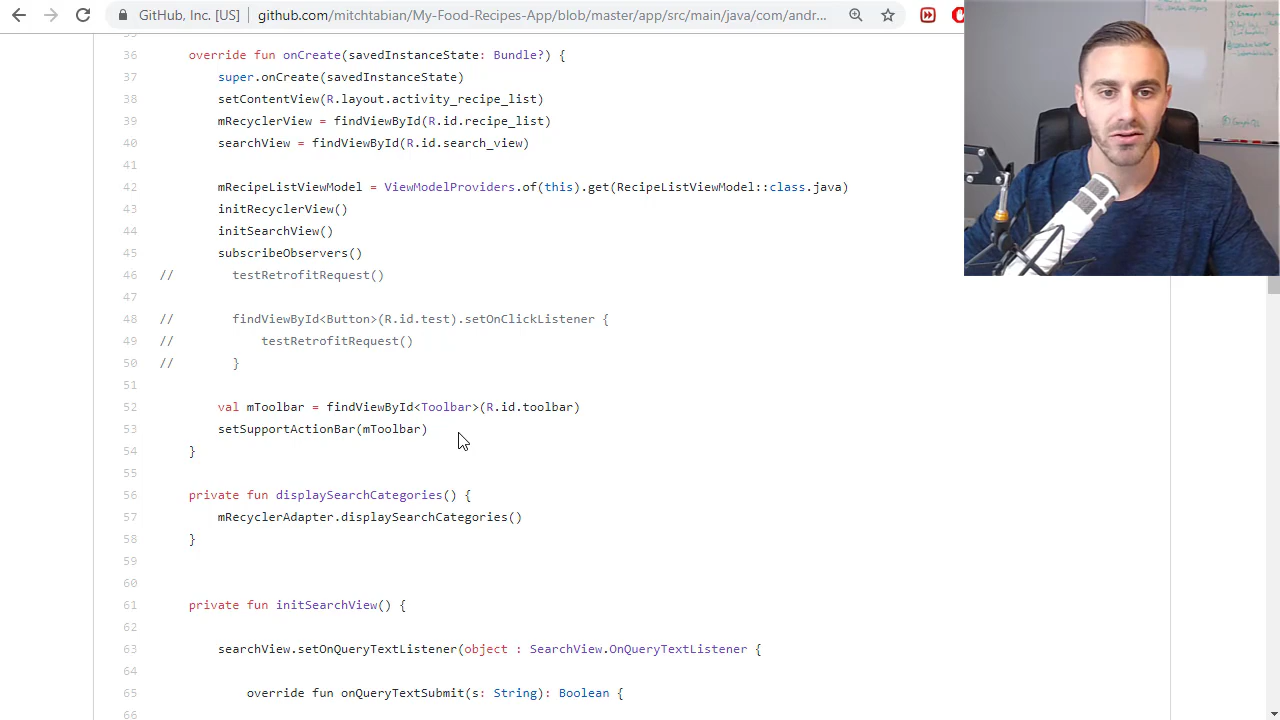 GitHub, Inc. [US] github.com/mitchtabian/My-Food-Recipes-App/blob/master/app/src/main/java/com/andr...
36 override fun onCreate(savedInstanceState: Bundle?) {
37 super.onCreate(savedInstanceState)
38 setContentView(R.layout.activity_recipe_list)
39 mRecyclerView = findViewById(R.id.recipe_list)
40 searchView = findViewById(R.id.search_view)
41
42 mRecipeListViewModel = ViewModelProviders.of(this).get(RecipeListViewModel::class.java)
43 initRecyclerView()
44 initSearchView()
45 subscribeObservers()
46 // testRetrofitRequest()
47
48 // findViewById<Button>(R.id.test).setOnClickListener {
49 // testRetrofitRequest()
50 // }
51
52 val mToolbar = findViewById<Toolbar>(R.id.toolbar)
53 setSupportActionBar(mToolbar)
54 }
55
56 private fun displaySearchCategories() {
57 mRecyclerAdapter.displaySearchCategories()
58 }
59
60
61 private fun initSearchView() {
62
63 searchView.setOnQueryTextListener(object : SearchView.OnQueryTextListener {
64
65 override fun onQueryTextSubmit(s: String): Boolean {
66